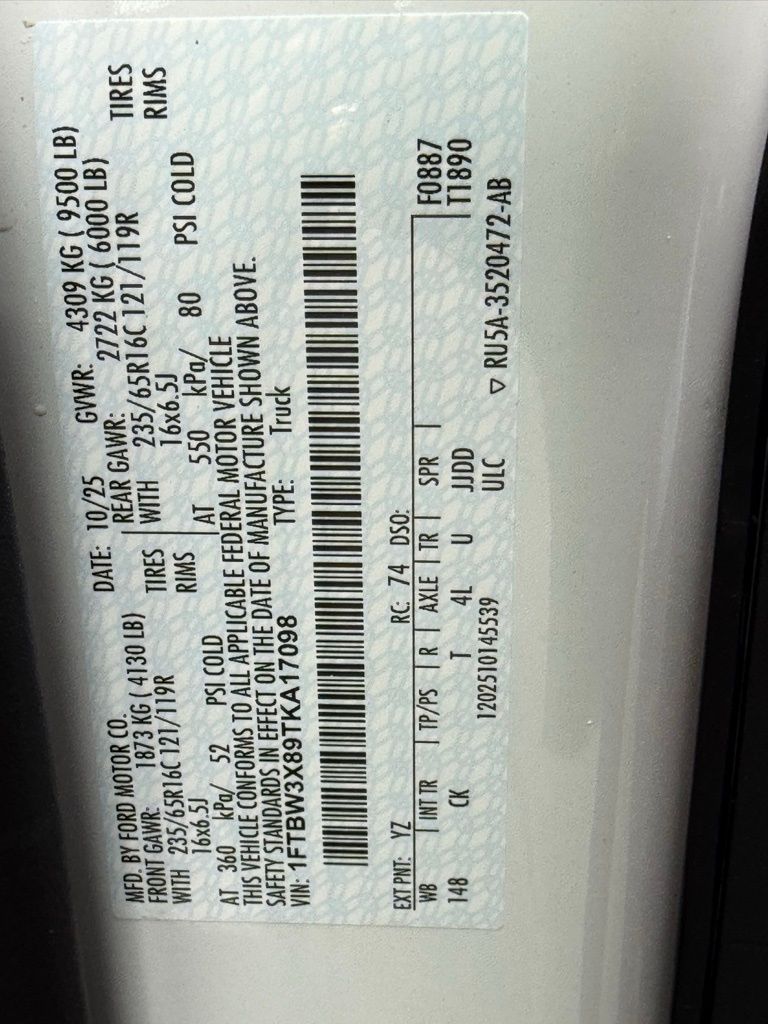 MFD. BY FORD MOTOR CO.
DATE: 10/25 GVWR: 4309 KG ( 9500 LB)
FRONT GAWR: 1873 KG ( 4130 LB)
REAR GAWR: 2722 KG ( 6000 LB)
WITH 235/65R16C 121/119R TIRES
WITH 235/65R16C 121/119R TIRES
16x6.5J RIMS
16x6.5J RIMS
AT 360 kPa/ 52 PSI COLD
AT 550 kPa/ 80 PSI COLD
THIS VEHICLE CONFORMS TO ALL APPLICABLE FEDERAL MOTOR VEHICLE
SAFETY STANDARDS IN EFFECT ON THE DATE OF MANUFACTURE SHOWN ABOVE.
VIN: 1FTBW3X89TKA17098 TYPE: Truck
EXT PNT: YZ RC: 74 DSO:
WB INT TR TP/PS R AXLE TR SPR F0887
148 CK T 4L U JJDD T1890
1202510145539 ULC
▽ RU5A-3520472-AB